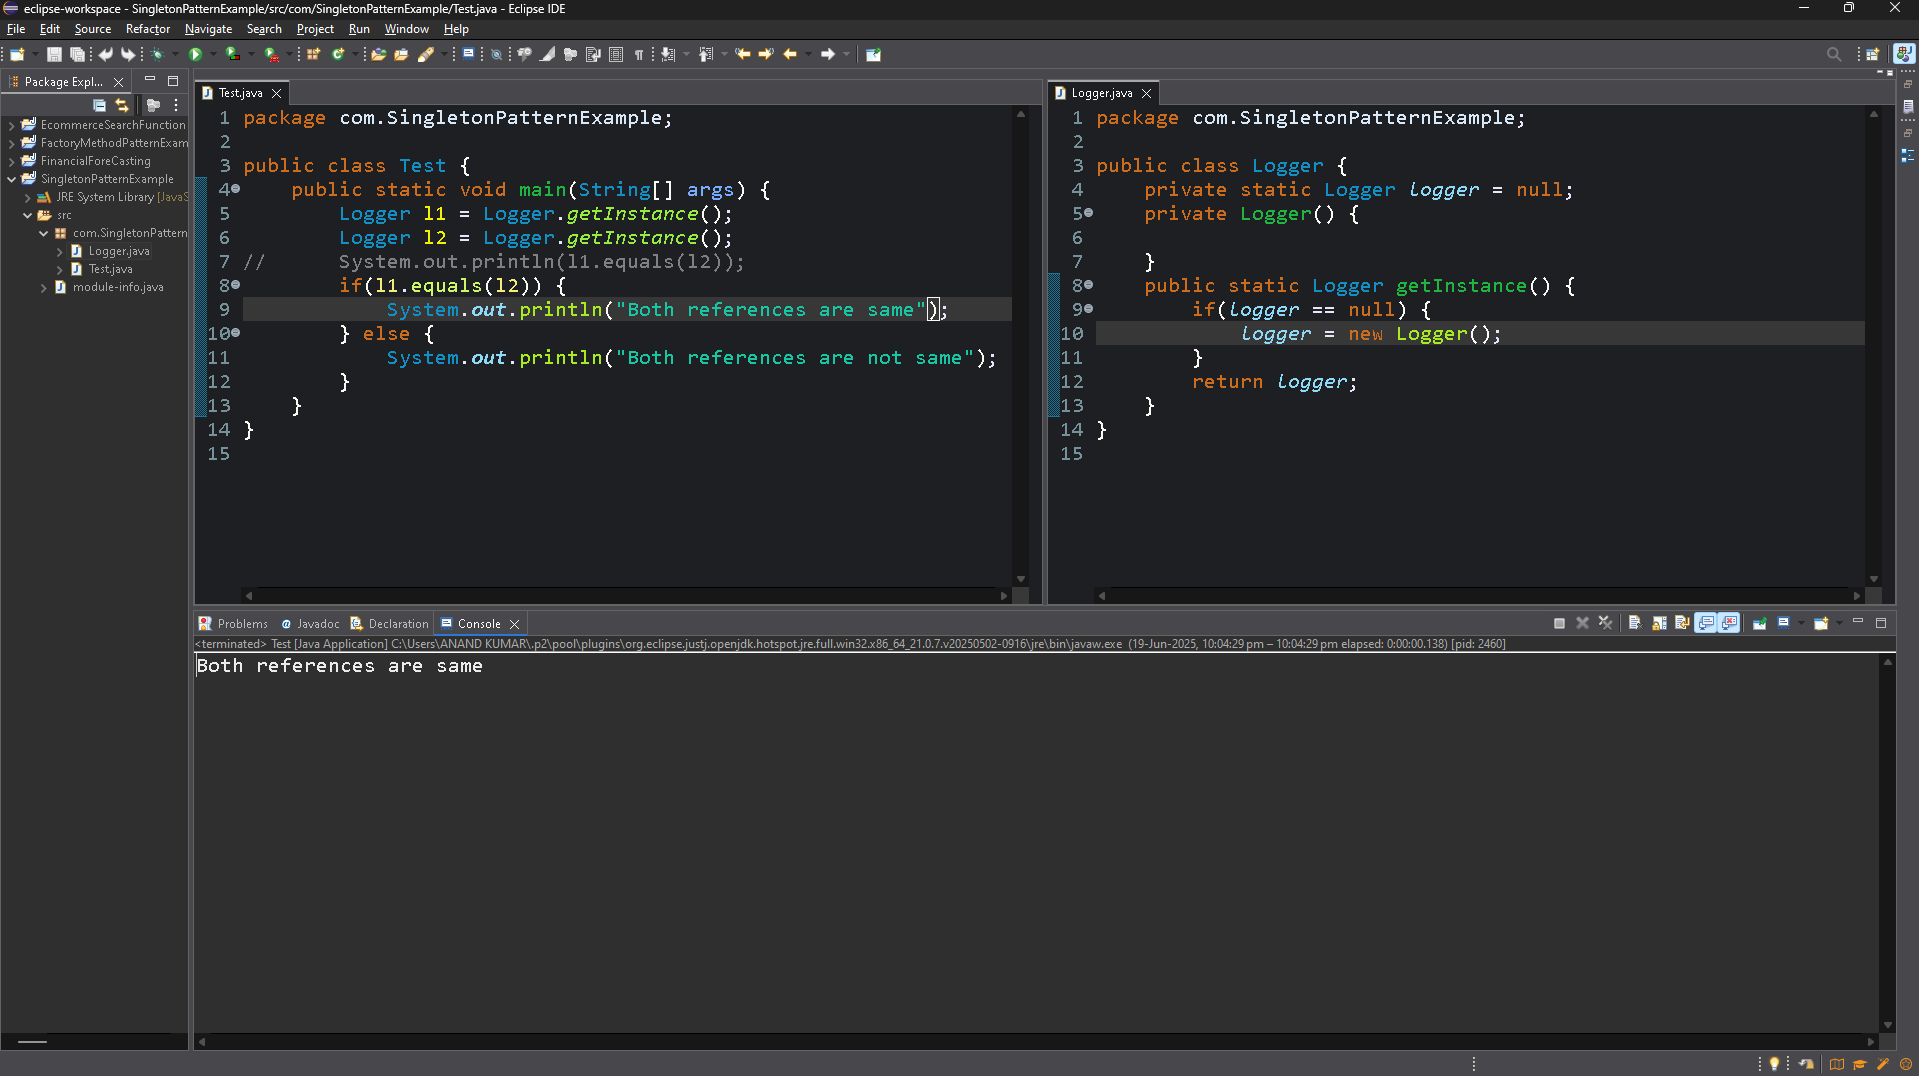 eclipse-workspace - SingletonPatternExample/src/com/SingletonPatternExample/Test.java - Eclipse IDE
File Edit Source Refactor Navigate Search Project Run Window Help
Package Expl...
EcommerceSearchFunction
FactoryMethodPatternExam
FinancialForeCasting
SingletonPatternExample
JRE System Library [JavaS
src
com.SingletonPattern
Logger.java
Test.java
module-info.java
Test.java
1 package com.SingletonPatternExample;
2
3 public class Test {
4     public static void main(String[] args) {
5         Logger l1 = Logger.getInstance();
6         Logger l2 = Logger.getInstance();
7 //      System.out.println(l1.equals(l2));
8         if(l1.equals(l2)) {
9             System.out.println("Both references are same");
10         } else {
11             System.out.println("Both references are not same");
12         }
13     }
14 }
15
Logger.java
1 package com.SingletonPatternExample;
2
3 public class Logger {
4     private static Logger logger = null;
5     private Logger() {
6
7     }
8     public static Logger getInstance() {
9         if(logger == null) {
10             logger = new Logger();
11         }
12         return logger;
13     }
14 }
15
Problems @ Javadoc Declaration Console
<terminated> Test [Java Application] C:\Users\ANAND KUMAR\.p2\pool\plugins\org.eclipse.justj.openjdk.hotspot.jre.full.win32.x86_64_21.0.7.v20250502-0916\jre\bin\javaw.exe (19-Jun-2025, 10:04:29 pm – 10:04:29 pm elapsed: 0:00:00.138) [pid: 2460]
Both references are same